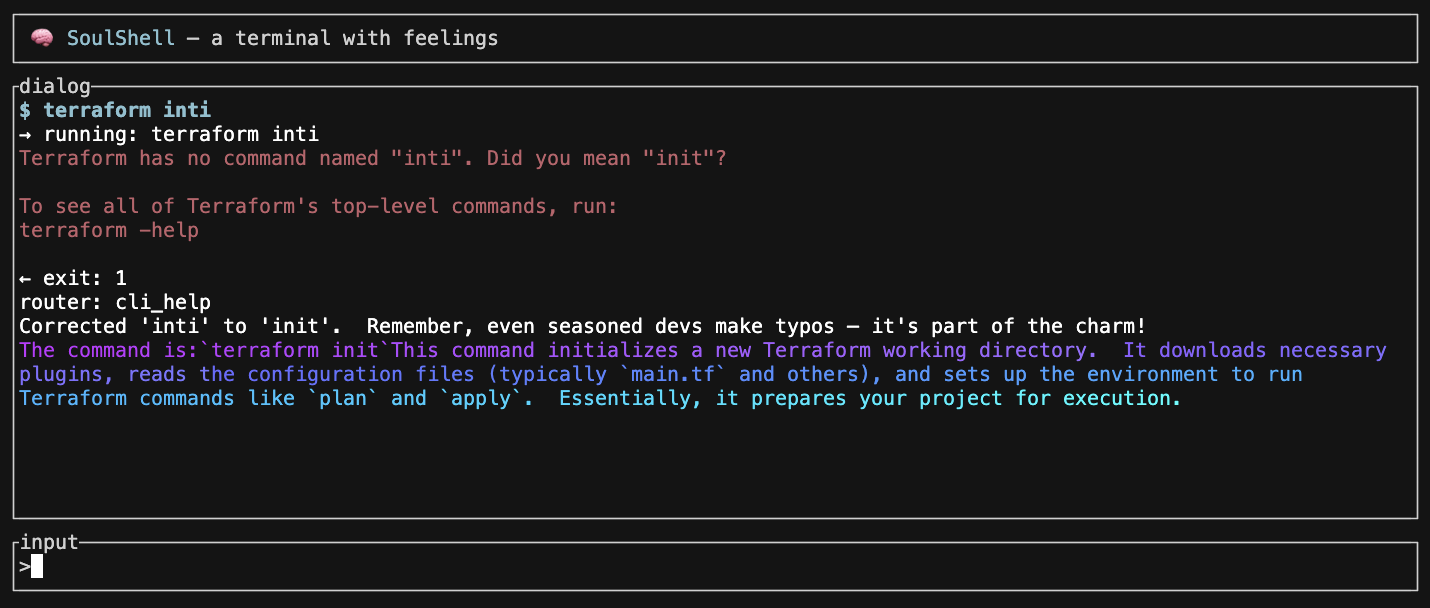 🧠 SoulShell — a terminal with feelings
dialog
$ terraform inti
→ running: terraform inti
Terraform has no command named "inti". Did you mean "init"?
To see all of Terraform's top-level commands, run:
terraform -help
← exit: 1
router: cli_help
Corrected 'inti' to 'init'.  Remember, even seasoned devs make typos — it's part of the charm!
The command is:`terraform init`This command initializes a new Terraform working directory.  It downloads necessary
plugins, reads the configuration files (typically `main.tf` and others), and sets up the environment to run
Terraform commands like `plan` and `apply`.  Essentially, it prepares your project for execution.
input
>